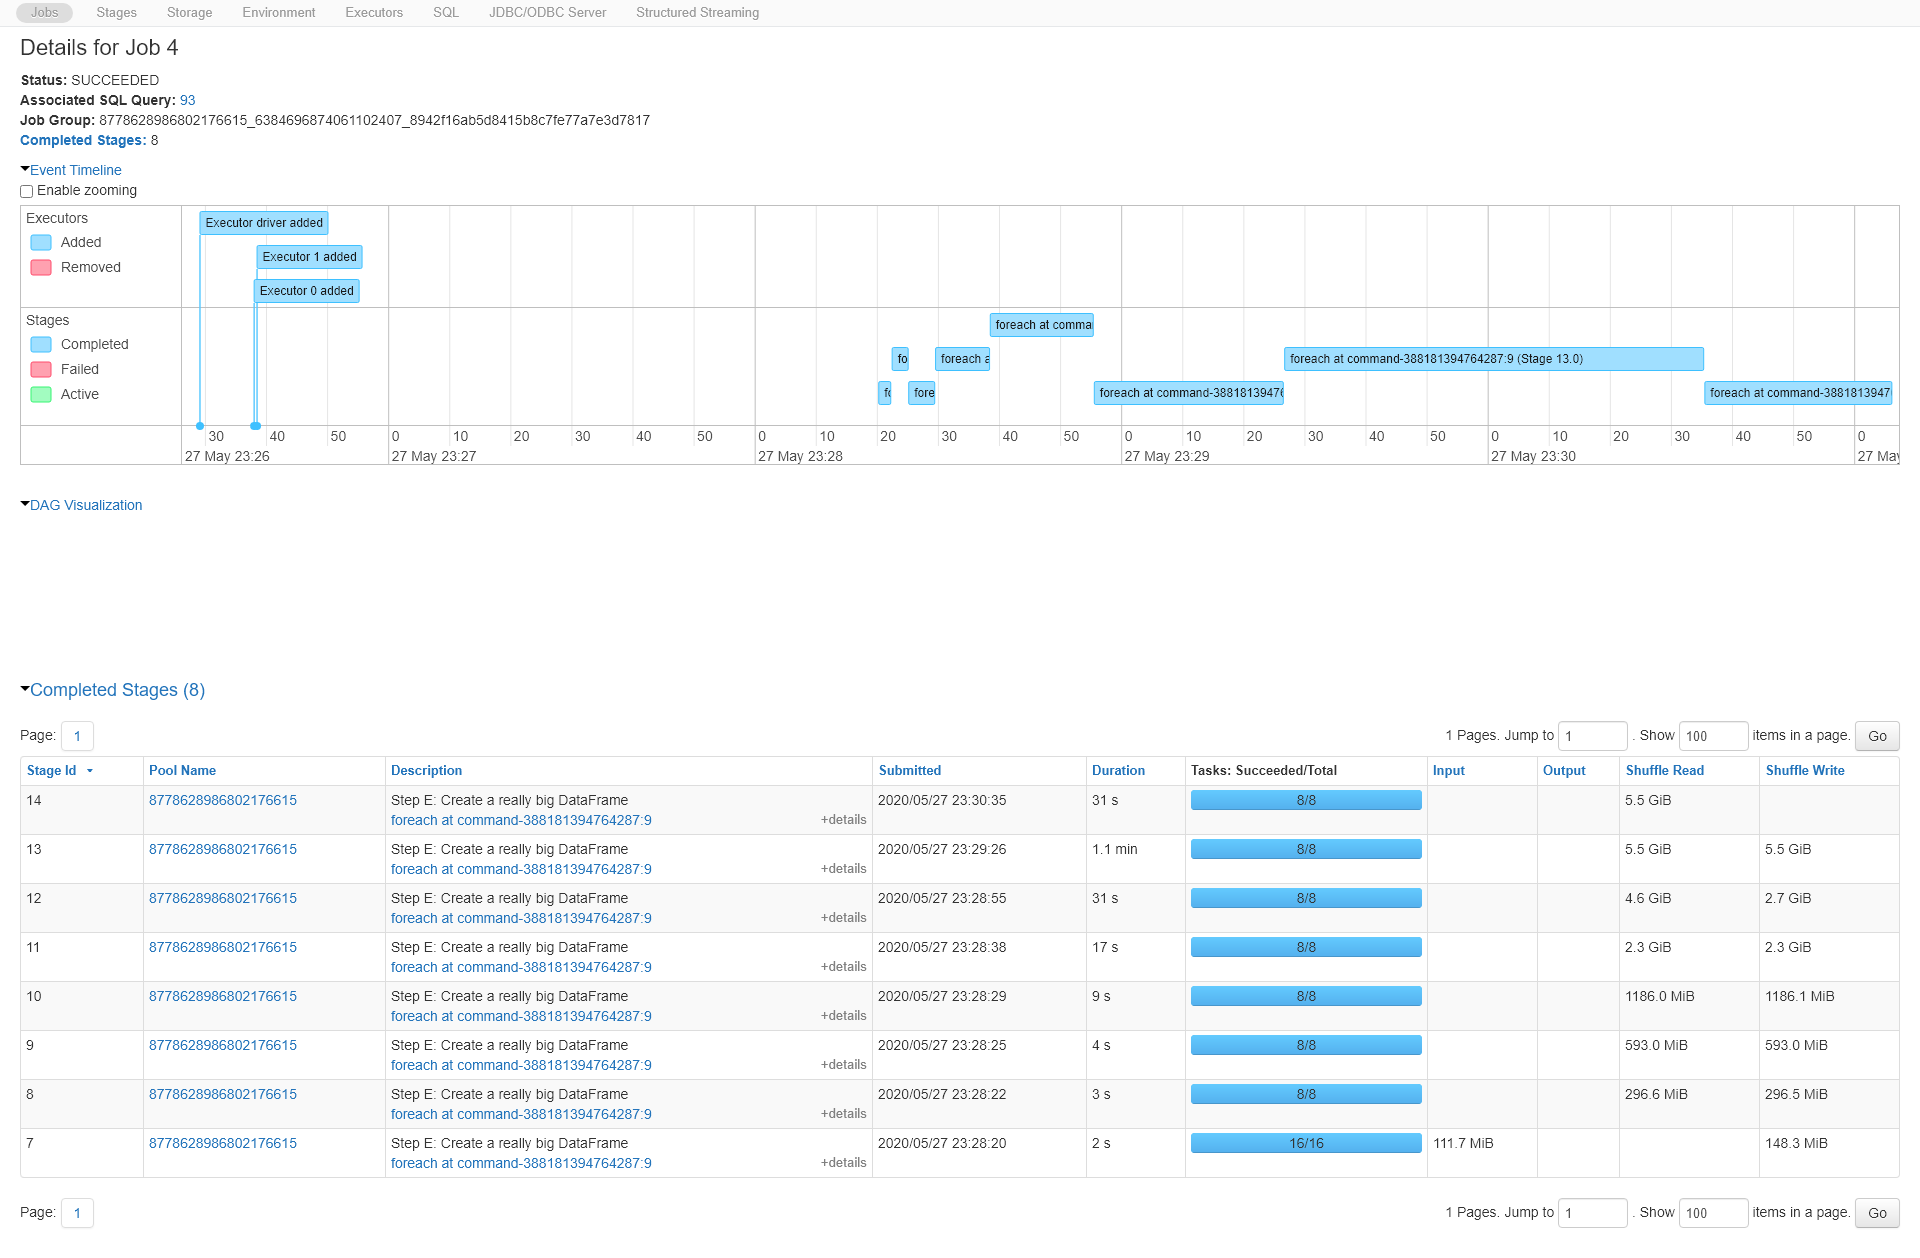 Jobs Stages Storage Environment Executors SQL JDBC/ODBC Server Structured Streaming
Details for Job 4
Status: SUCCEEDED
Associated SQL Query: 93
Job Group: 8778628986802176615_6384696874061102407_8942f16ab5d8415b8c7fe77a7e3d7817
Completed Stages: 8
Event Timeline
Enable zooming
Executors
Added
Removed
Executor driver added
Executor 1 added
Executor 0 added
Stages
Completed
Failed
Active
foreach at comma
fo foreach a foreach at command-388181394764287:9 (Stage 13.0)
fo fore foreach at command-38818139476 foreach at command-3881813947
30 40 50 0 10 20 30 40 50 0 10 20 30 40 50 0 10 20 30 40 50 0 10 20 30 40 50 0
27 May 23:26 27 May 23:27 27 May 23:28 27 May 23:29 27 May 23:30 27 May
DAG Visualization
Completed Stages (8)
Page: 1 1 Pages. Jump to 1 . Show 100 items in a page. Go
Stage Id Pool Name Description Submitted Duration Tasks: Succeeded/Total Input Output Shuffle Read Shuffle Write
14 8778628986802176615 Step E: Create a really big DataFrame 2020/05/27 23:30:35 31 s 8/8 5.5 GiB
foreach at command-388181394764287:9 +details
13 8778628986802176615 Step E: Create a really big DataFrame 2020/05/27 23:29:26 1.1 min 8/8 5.5 GiB 5.5 GiB
foreach at command-388181394764287:9 +details
12 8778628986802176615 Step E: Create a really big DataFrame 2020/05/27 23:28:55 31 s 8/8 4.6 GiB 2.7 GiB
foreach at command-388181394764287:9 +details
11 8778628986802176615 Step E: Create a really big DataFrame 2020/05/27 23:28:38 17 s 8/8 2.3 GiB 2.3 GiB
foreach at command-388181394764287:9 +details
10 8778628986802176615 Step E: Create a really big DataFrame 2020/05/27 23:28:29 9 s 8/8 1186.0 MiB 1186.1 MiB
foreach at command-388181394764287:9 +details
9 8778628986802176615 Step E: Create a really big DataFrame 2020/05/27 23:28:25 4 s 8/8 593.0 MiB 593.0 MiB
foreach at command-388181394764287:9 +details
8 8778628986802176615 Step E: Create a really big DataFrame 2020/05/27 23:28:22 3 s 8/8 296.6 MiB 296.5 MiB
foreach at command-388181394764287:9 +details
7 8778628986802176615 Step E: Create a really big DataFrame 2020/05/27 23:28:20 2 s 16/16 111.7 MiB 148.3 MiB
foreach at command-388181394764287:9 +details
Page: 1 1 Pages. Jump to 1 . Show 100 items in a page. Go